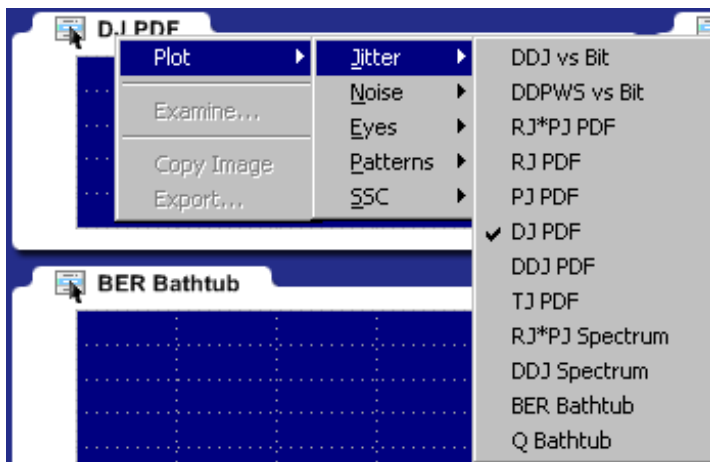 DJ PDF
Plot
Examine...
Copy Image
Export...
Jitter
Noise
Eyes
Patterns
SSC
DDJ vs Bit
DDPWS vs Bit
RJ*PJ PDF
RJ PDF
PJ PDF
DJ PDF
DDJ PDF
TJ PDF
RJ*PJ Spectrum
DDJ Spectrum
BER Bathtub
Q Bathtub
BER Bathtub